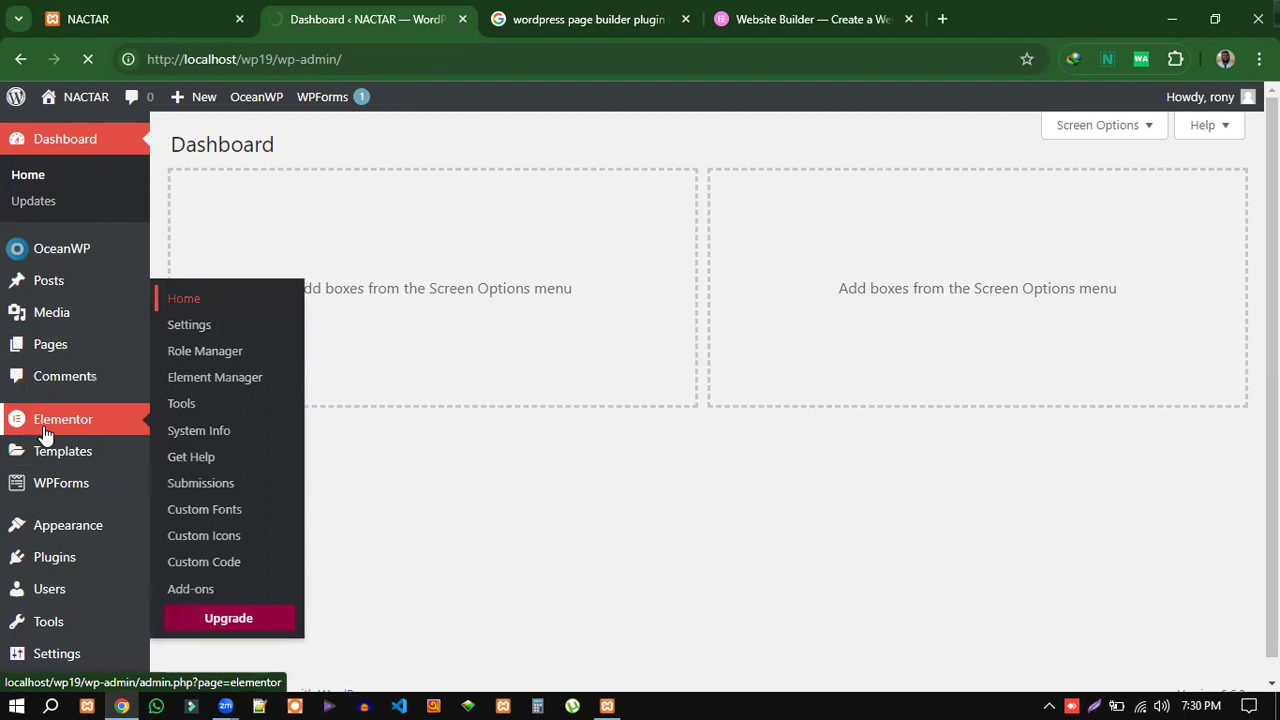 NACTAR
Dashboard ‹ NACTAR — WordP
wordpress page builder plugin
Website Builder — Create a We
http://localhost/wp19/wp-admin/
WA
NACTAR
0
New
OceanWP
WPForms 1
Howdy, rony
Screen Options
Help
Dashboard
Dashboard
Home
Updates
OceanWP
Posts
Media
Pages
Comments
Elementor
Templates
WPForms
Appearance
Plugins
Users
Tools
Settings
Home
Settings
Role Manager
Element Manager
Tools
System Info
Get Help
Submissions
Custom Fonts
Custom Icons
Custom Code
Add-ons
Upgrade
dd boxes from the Screen Options menu
Add boxes from the Screen Options menu
localhost/wp19/wp-admin/admin.php?page=elementor
7:30 PM